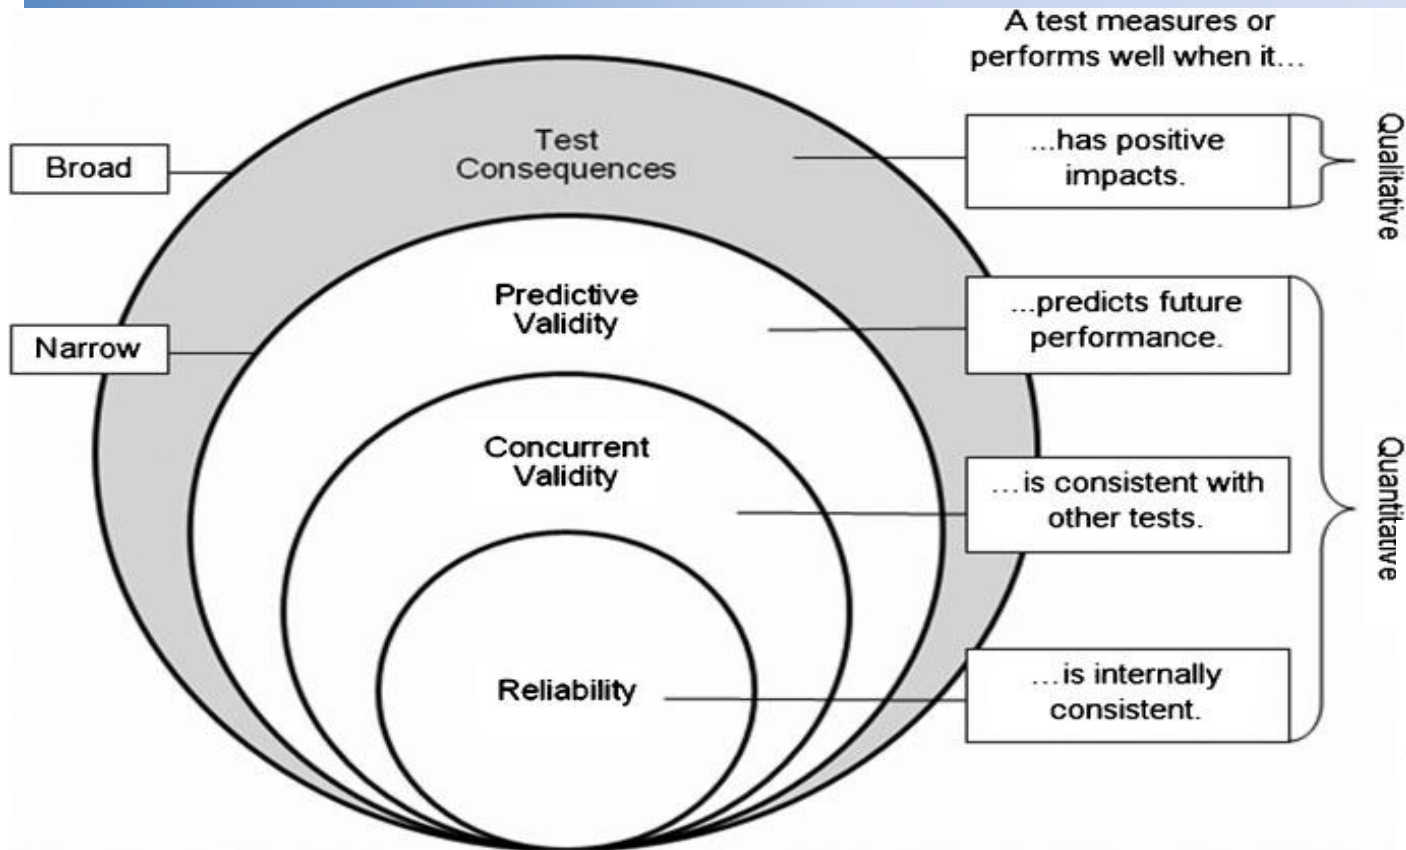 A test measures or
performs well when it...
Broad
Test
Consequences
...has positive
impacts.
Qualitative
Narrow
Predictive
Validity
...predicts future
performance.
Concurrent
Validity
...is consistent with
other tests.
Quantitative
Reliability
...is internally
consistent.